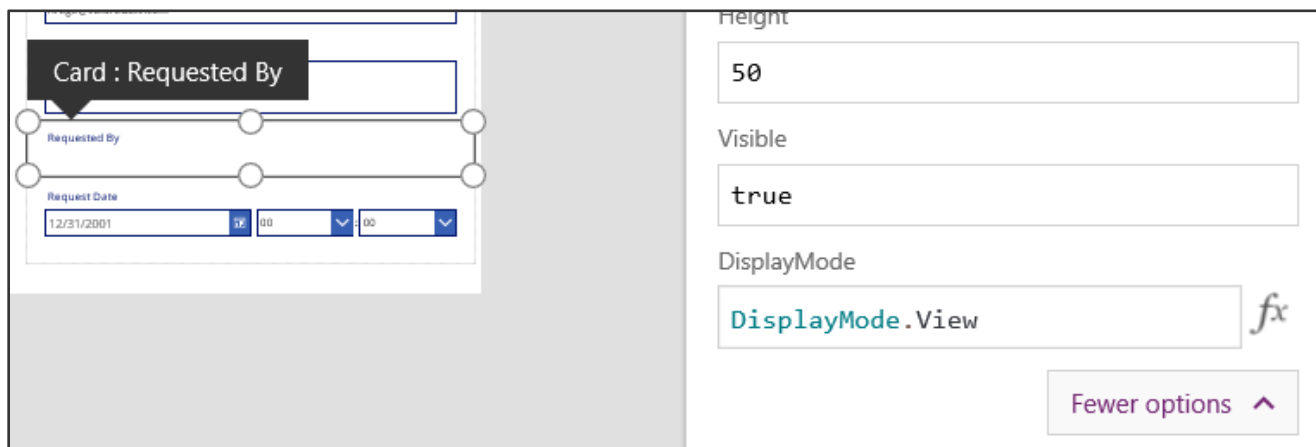 Card : Requested By
Requested By
Request Date
12/31/2001
00
:
00
Height
50
Visible
true
DisplayMode
DisplayMode.View
fx
Fewer options